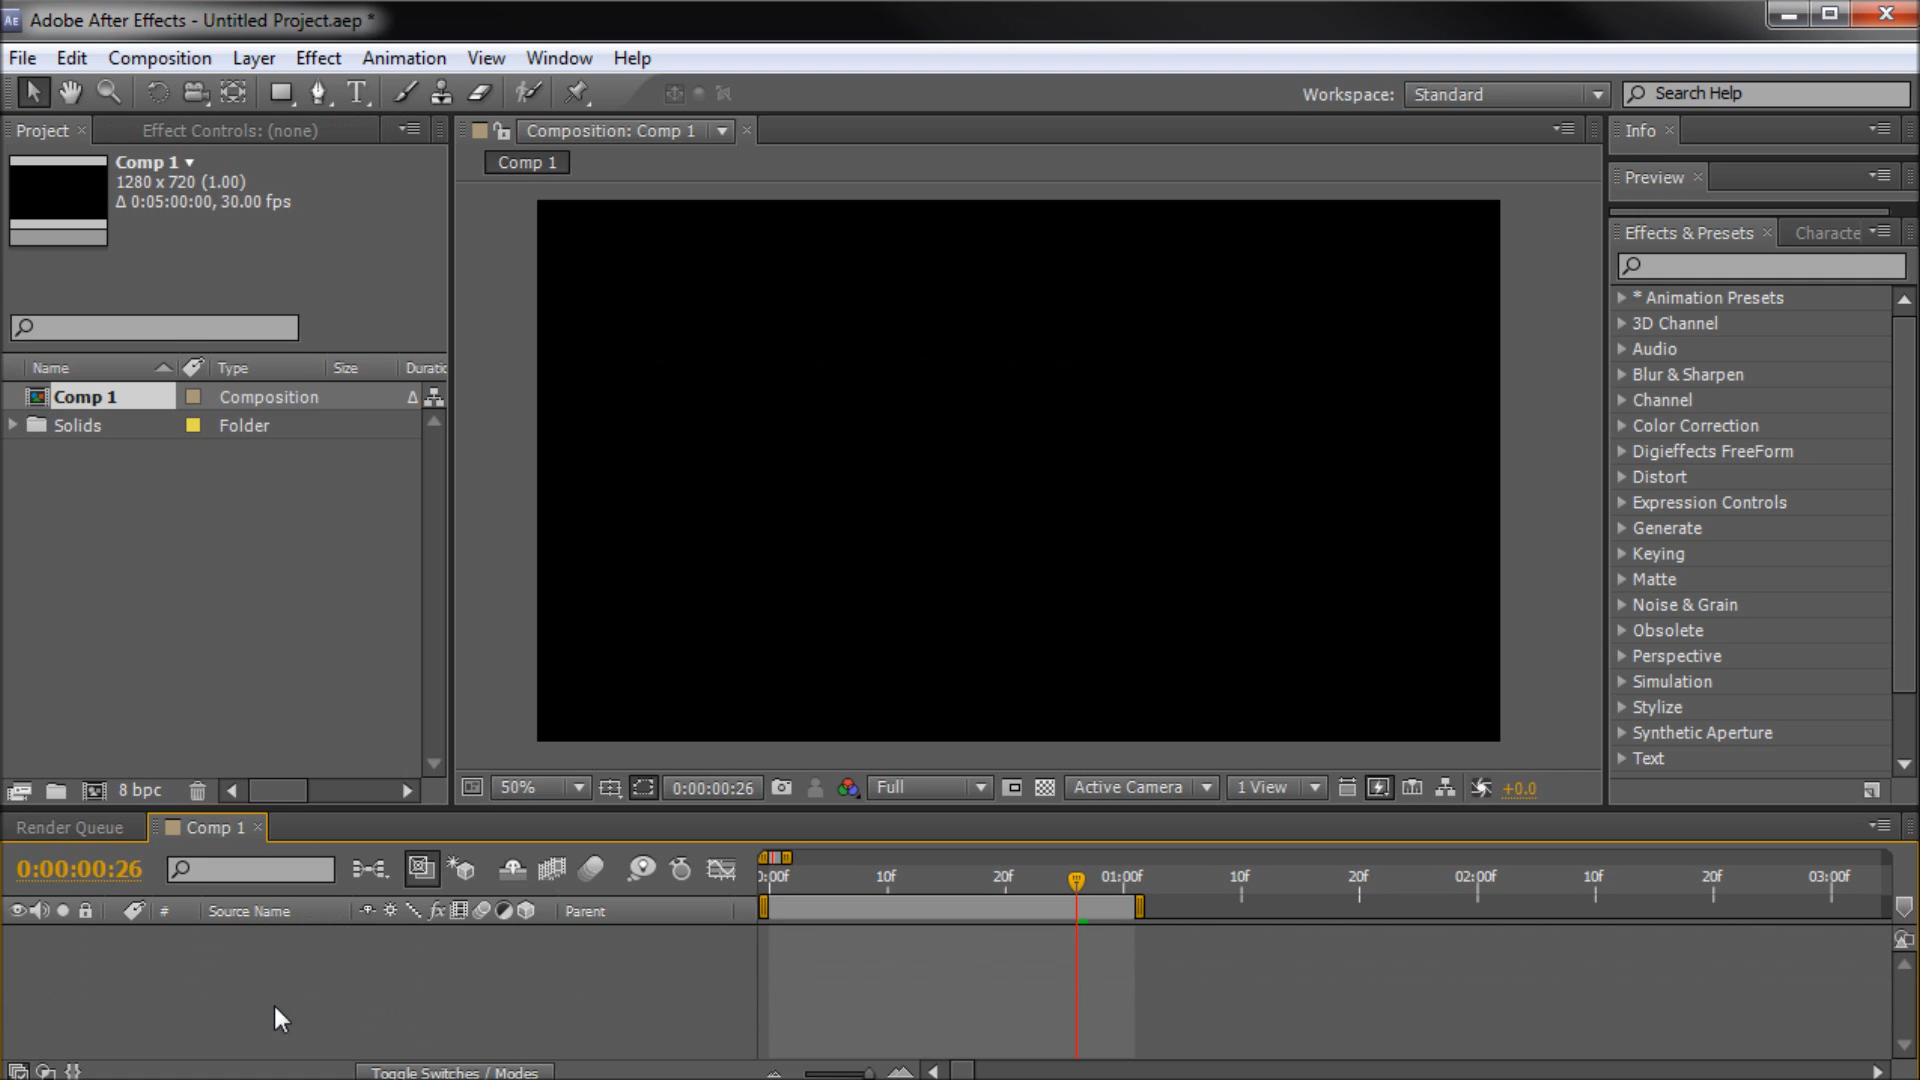 Adobe After Effects - Untitled Project.aep *
File Edit Composition Layer Effect Animation View Window Help
Workspace: Standard Search Help
Project Effect Controls: (none)
Comp 1
1280 x 720 (1.00)
Δ 0:05:00:00, 30.00 fps
Name Type Size Duratio
Comp 1 Composition Δ
Solids Folder
8 bpc
Composition: Comp 1
Comp 1
50% 0:00:00:26 Full Active Camera 1 View +0.0
Info
Preview
Effects & Presets Characte
* Animation Presets
3D Channel
Audio
Blur & Sharpen
Channel
Color Correction
Digieffects FreeForm
Distort
Expression Controls
Generate
Keying
Matte
Noise & Grain
Obsolete
Perspective
Simulation
Stylize
Synthetic Aperture
Text
Render Queue Comp 1
0:00:00:26
# Source Name fx Parent
0:00f 10f 20f 01:00f 10f 20f 02:00f 10f 20f 03:00f
Toggle Switches / Modes